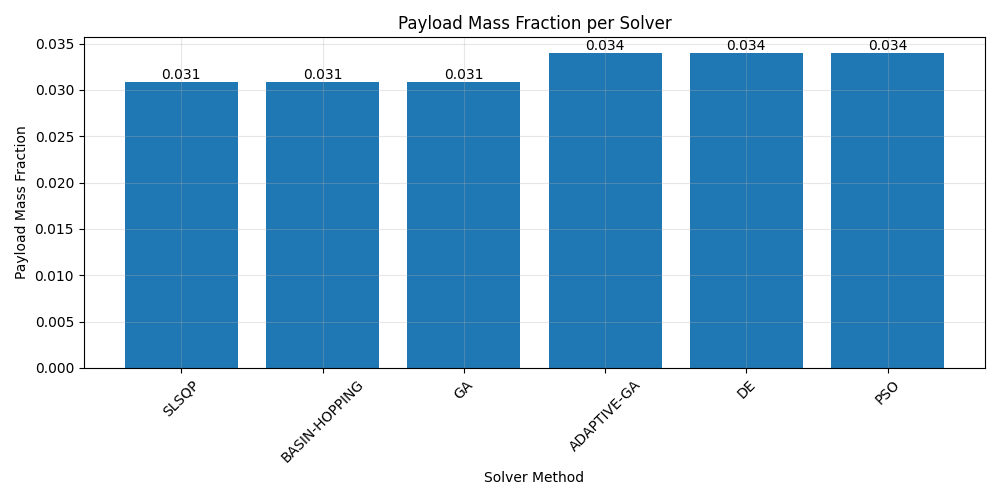 Payload Mass Fraction per Solver
Payload Mass Fraction
0.035
0.030
0.025
0.020
0.015
0.010
0.005
0.000
0.031
0.031
0.031
0.034
0.034
0.034
SLSQP
BASIN-HOPPING
GA
ADAPTIVE-GA
DE
PSO
Solver Method